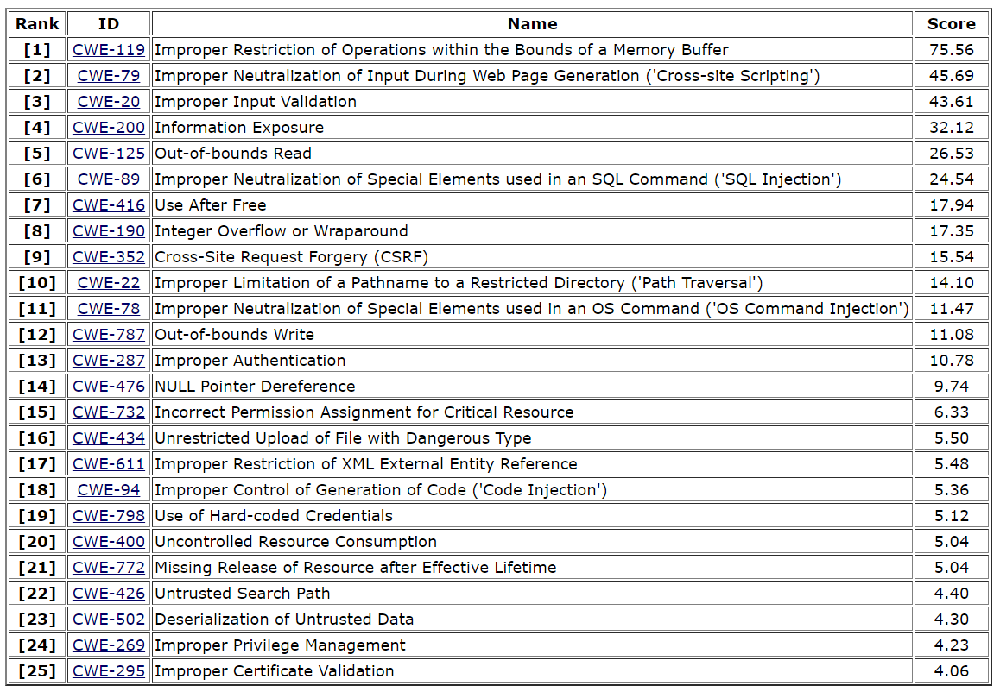 Rank ID Name Score
[1] CWE-119 Improper Restriction of Operations within the Bounds of a Memory Buffer 75.56
[2] CWE-79 Improper Neutralization of Input During Web Page Generation ('Cross-site Scripting') 45.69
[3] CWE-20 Improper Input Validation 43.61
[4] CWE-200 Information Exposure 32.12
[5] CWE-125 Out-of-bounds Read 26.53
[6] CWE-89 Improper Neutralization of Special Elements used in an SQL Command ('SQL Injection') 24.54
[7] CWE-416 Use After Free 17.94
[8] CWE-190 Integer Overflow or Wraparound 17.35
[9] CWE-352 Cross-Site Request Forgery (CSRF) 15.54
[10] CWE-22 Improper Limitation of a Pathname to a Restricted Directory ('Path Traversal') 14.10
[11] CWE-78 Improper Neutralization of Special Elements used in an OS Command ('OS Command Injection') 11.47
[12] CWE-787 Out-of-bounds Write 11.08
[13] CWE-287 Improper Authentication 10.78
[14] CWE-476 NULL Pointer Dereference 9.74
[15] CWE-732 Incorrect Permission Assignment for Critical Resource 6.33
[16] CWE-434 Unrestricted Upload of File with Dangerous Type 5.50
[17] CWE-611 Improper Restriction of XML External Entity Reference 5.48
[18] CWE-94 Improper Control of Generation of Code ('Code Injection') 5.36
[19] CWE-798 Use of Hard-coded Credentials 5.12
[20] CWE-400 Uncontrolled Resource Consumption 5.04
[21] CWE-772 Missing Release of Resource after Effective Lifetime 5.04
[22] CWE-426 Untrusted Search Path 4.40
[23] CWE-502 Deserialization of Untrusted Data 4.30
[24] CWE-269 Improper Privilege Management 4.23
[25] CWE-295 Improper Certificate Validation 4.06